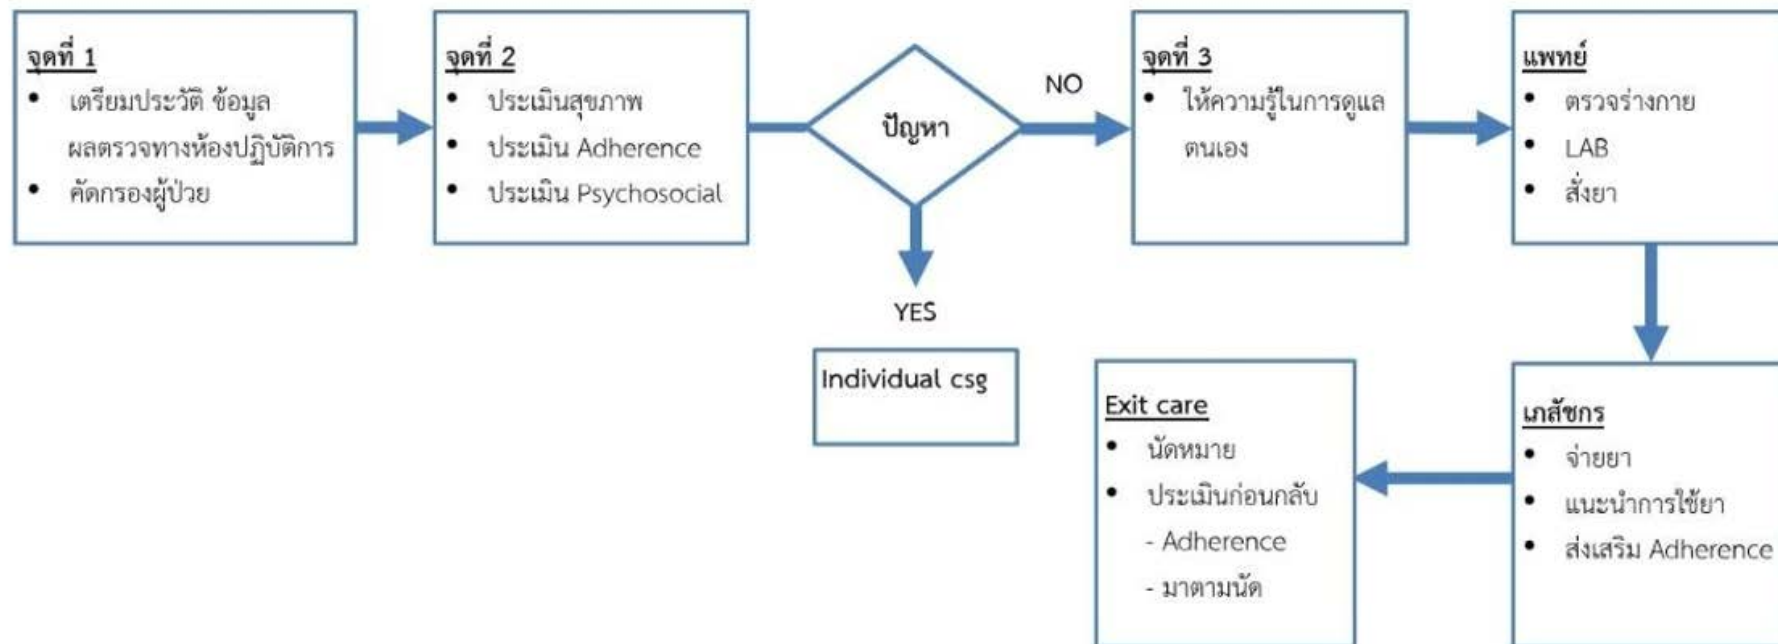 จุดที่ 1
• เตรียมประวัติ ข้อมูล
ผลตรวจทางห้องปฏิบัติการ
• คัดกรองผู้ป่วย
จุดที่ 2
• ประเมินสุขภาพ
• ประเมิน Adherence
• ประเมิน Psychosocial
ปัญหา
NO
YES
Individual csg
จุดที่ 3
• ให้ความรู้ในการดูแล
ตนเอง
แพทย์
• ตรวจร่างกาย
• LAB
• สั่งยา
เภสัชกร
• จ่ายยา
• แนะนำการใช้ยา
• ส่งเสริม Adherence
Exit care
• นัดหมาย
• ประเมินก่อนกลับ
- Adherence
- มาตามนัด